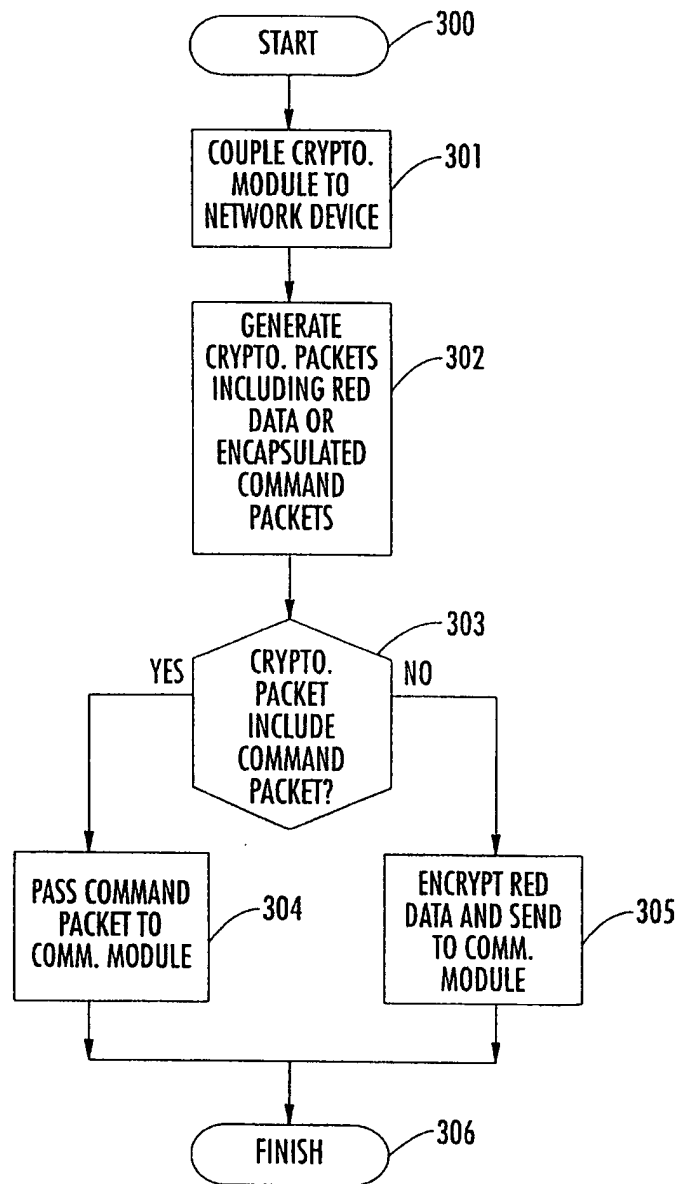 START
300
COUPLE CRYPTO.
MODULE TO
NETWORK DEVICE
301
GENERATE
CRYPTO. PACKETS
INCLUDING RED
DATA OR
ENCAPSULATED
COMMAND
PACKETS
302
303
YES
CRYPTO.
PACKET
INCLUDE
COMMAND
PACKET?
NO
PASS COMMAND
PACKET TO
COMM. MODULE
304
ENCRYPT RED
DATA AND SEND
TO COMM.
MODULE
305
FINISH
306